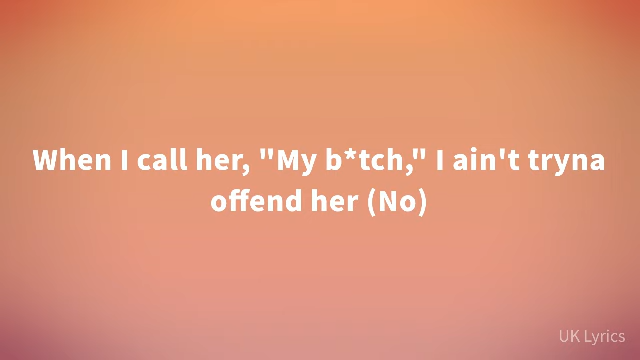 When I call her, "My b*tch," I ain't tryna
offend her (No)
UK Lyrics